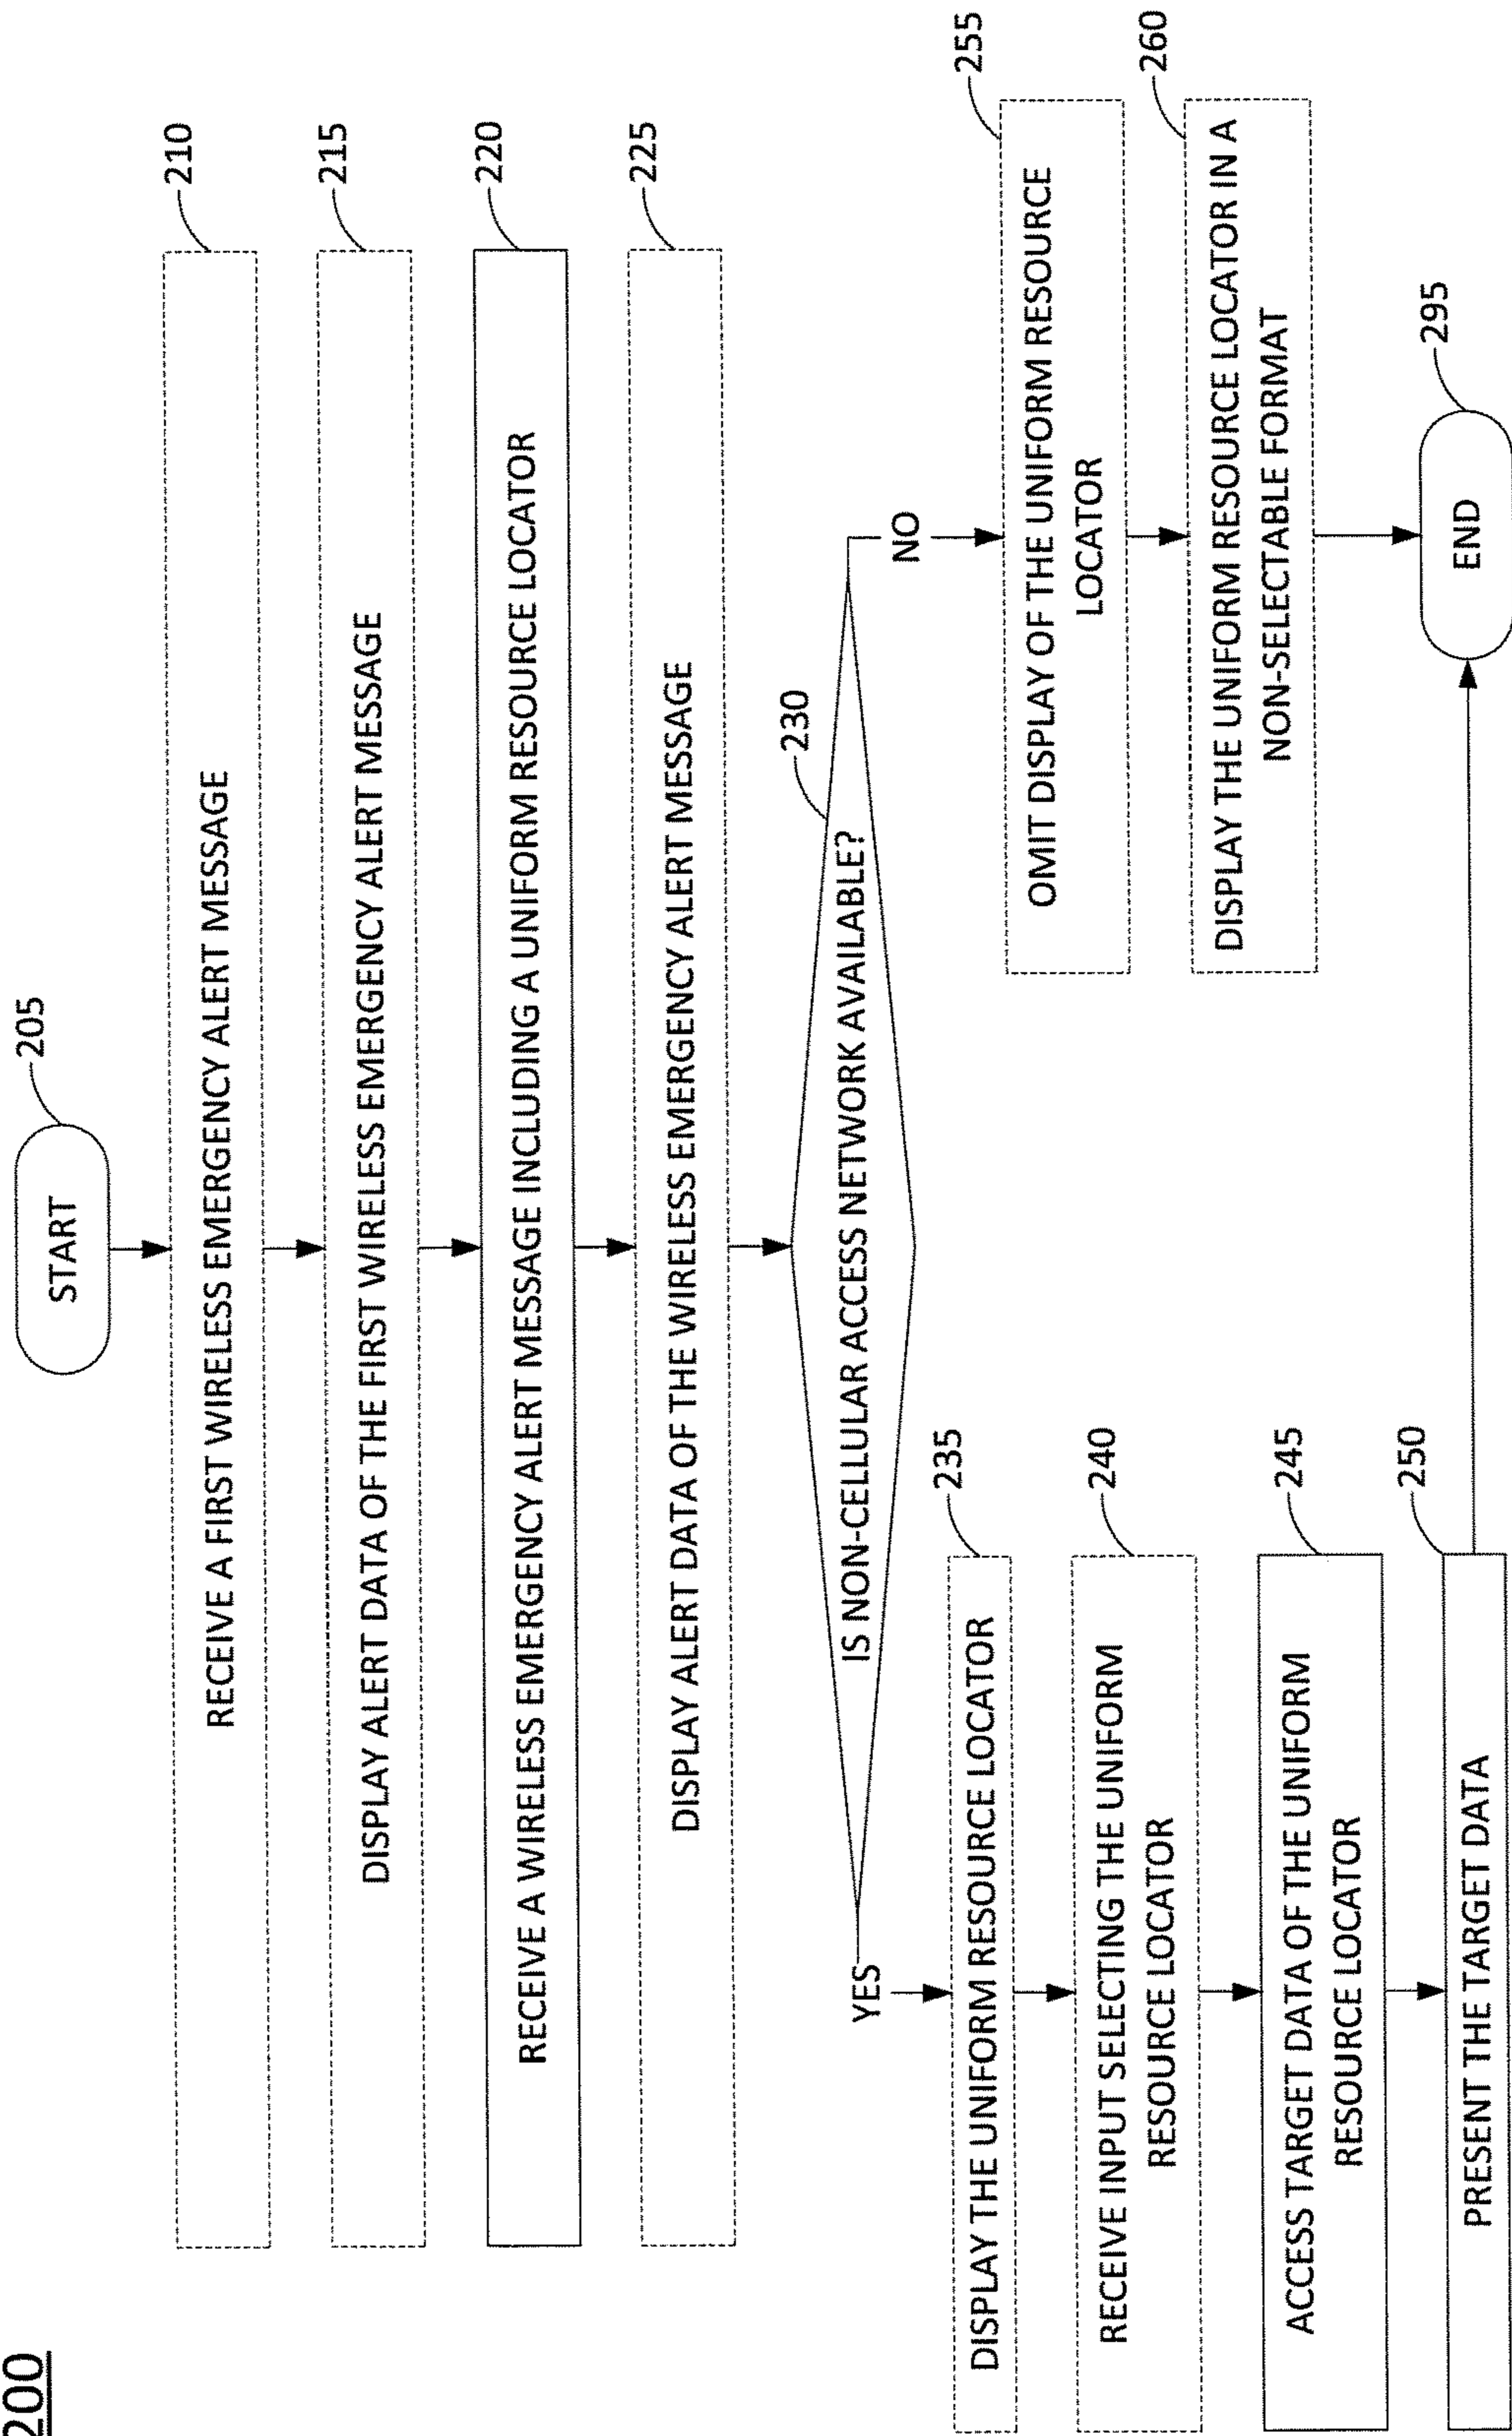 200
START
205
RECEIVE A FIRST WIRELESS EMERGENCY ALERT MESSAGE
210
DISPLAY ALERT DATA OF THE FIRST WIRELESS EMERGENCY ALERT MESSAGE
215
RECEIVE A WIRELESS EMERGENCY ALERT MESSAGE INCLUDING A UNIFORM RESOURCE LOCATOR
220
DISPLAY ALERT DATA OF THE WIRELESS EMERGENCY ALERT MESSAGE
225
IS NON-CELLULAR ACCESS NETWORK AVAILABLE?
230
YES
DISPLAY THE UNIFORM RESOURCE LOCATOR
235
RECEIVE INPUT SELECTING THE UNIFORM
RESOURCE LOCATOR
240
ACCESS TARGET DATA OF THE UNIFORM
RESOURCE LOCATOR
245
PRESENT THE TARGET DATA
250
NO
OMIT DISPLAY OF THE UNIFORM RESOURCE
LOCATOR
255
DISPLAY THE UNIFORM RESOURCE LOCATOR IN A
NON-SELECTABLE FORMAT
260
END
295